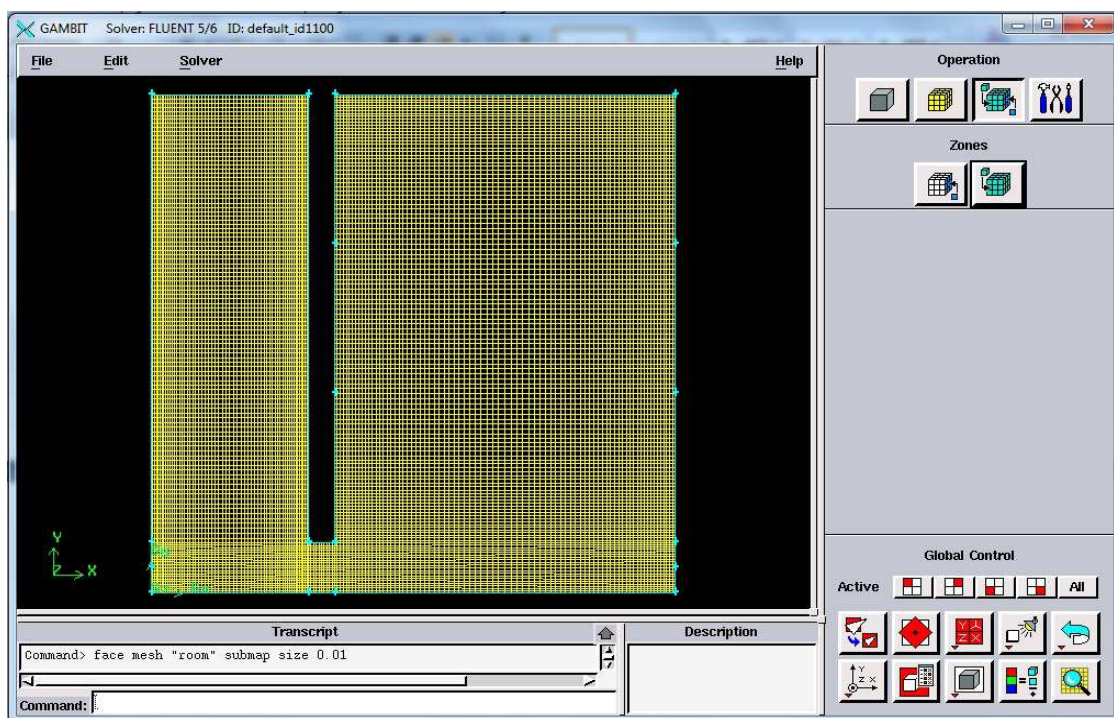 GAMBIT Solver: FLUENT 5/6 ID: default_id1100
File Edit Solver Help
Operation
Zones
Y
Z X
Global Control
Active All
Transcript
Description
Command> face mesh "room" submap size 0.01
Command: